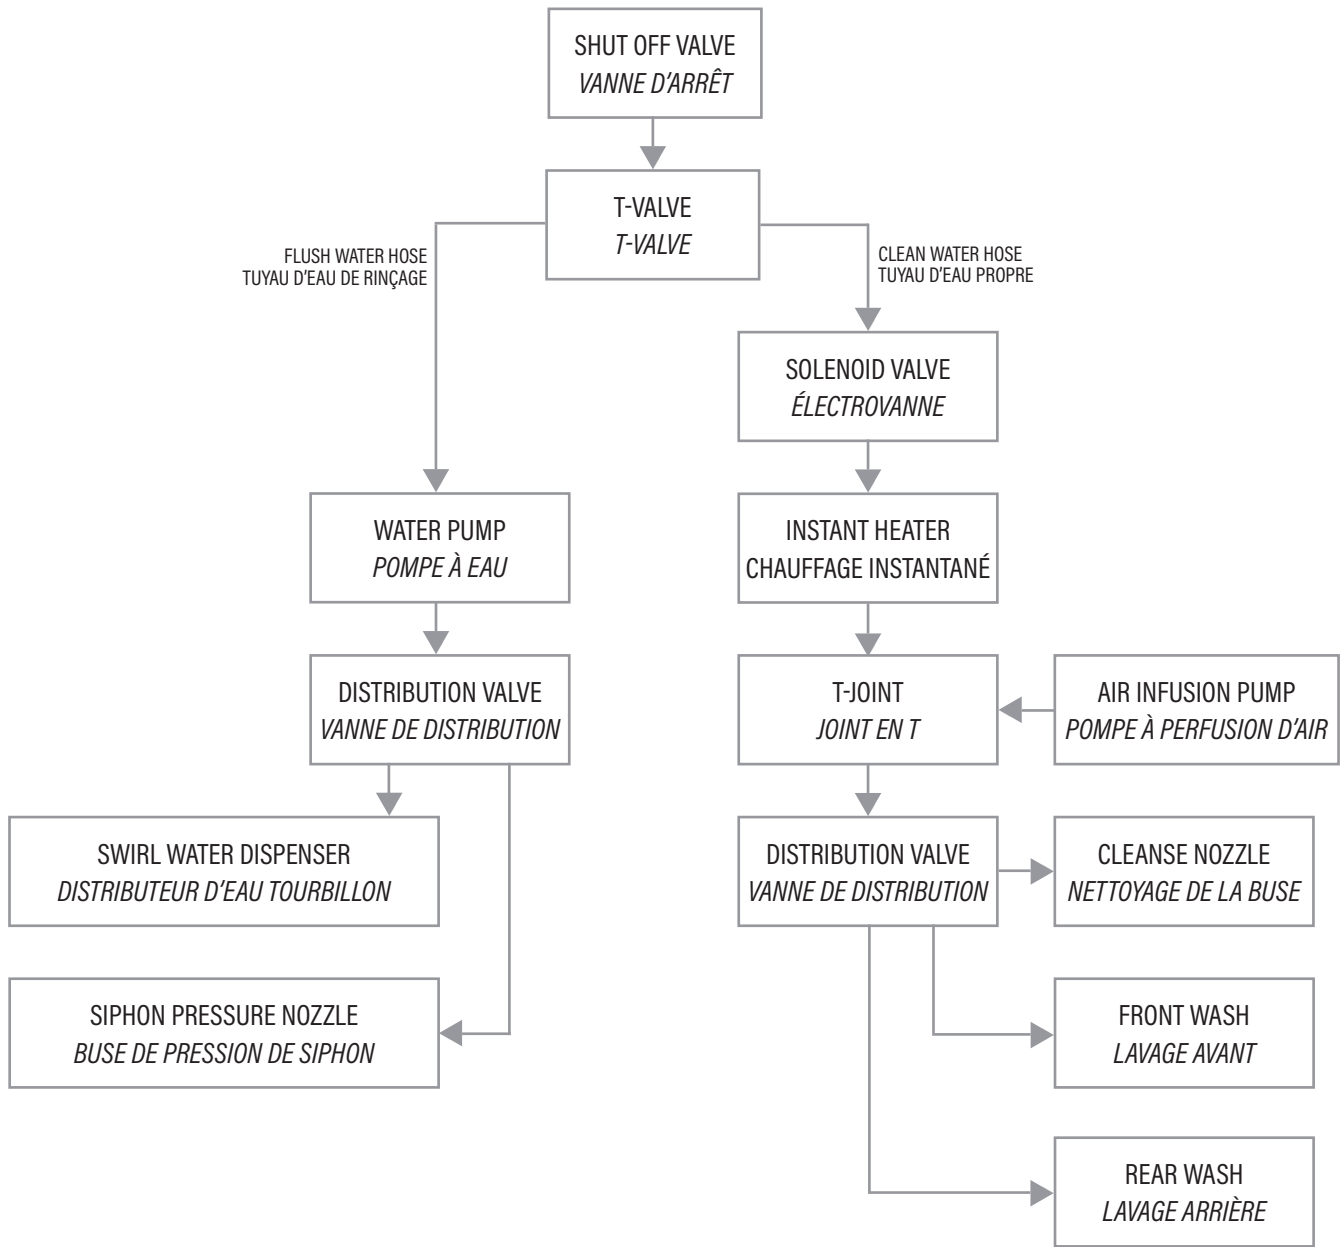 SHUT OFF VALVE
VANNE D'ARRÊT
T-VALVE
T-VALVE
FLUSH WATER HOSE
TUYAU D'EAU DE RINÇAGE
CLEAN WATER HOSE
TUYAU D'EAU PROPRE
SOLENOID VALVE
ÉLECTROVANNE
WATER PUMP
POMPE À EAU
INSTANT HEATER
CHAUFFAGE INSTANTANÉ
DISTRIBUTION VALVE
VANNE DE DISTRIBUTION
T-JOINT
JOINT EN T
AIR INFUSION PUMP
POMPE À PERFUSION D'AIR
SWIRL WATER DISPENSER
DISTRIBUTEUR D'EAU TOURBILLON
DISTRIBUTION VALVE
VANNE DE DISTRIBUTION
CLEANSE NOZZLE
NETTOYAGE DE LA BUSE
SIPHON PRESSURE NOZZLE
BUSE DE PRESSION DE SIPHON
FRONT WASH
LAVAGE AVANT
REAR WASH
LAVAGE ARRIÈRE